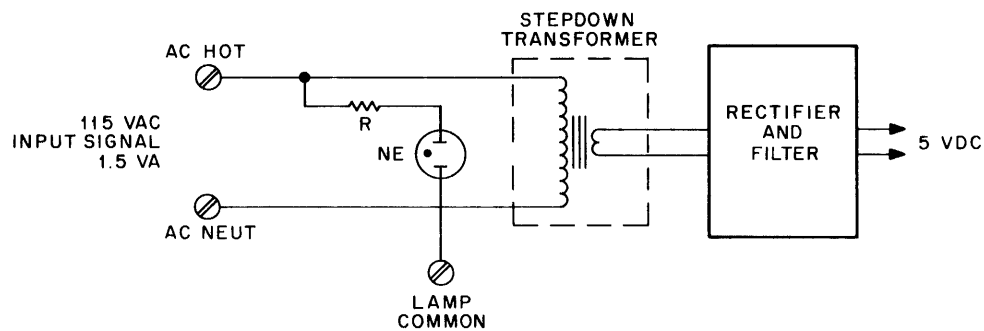 STEPDOWN
TRANSFORMER
AC HOT
115 VAC
INPUT SIGNAL
1.5 VA
R
NE
RECTIFIER
AND
FILTER
5 VDC
AC NEUT
LAMP
COMMON